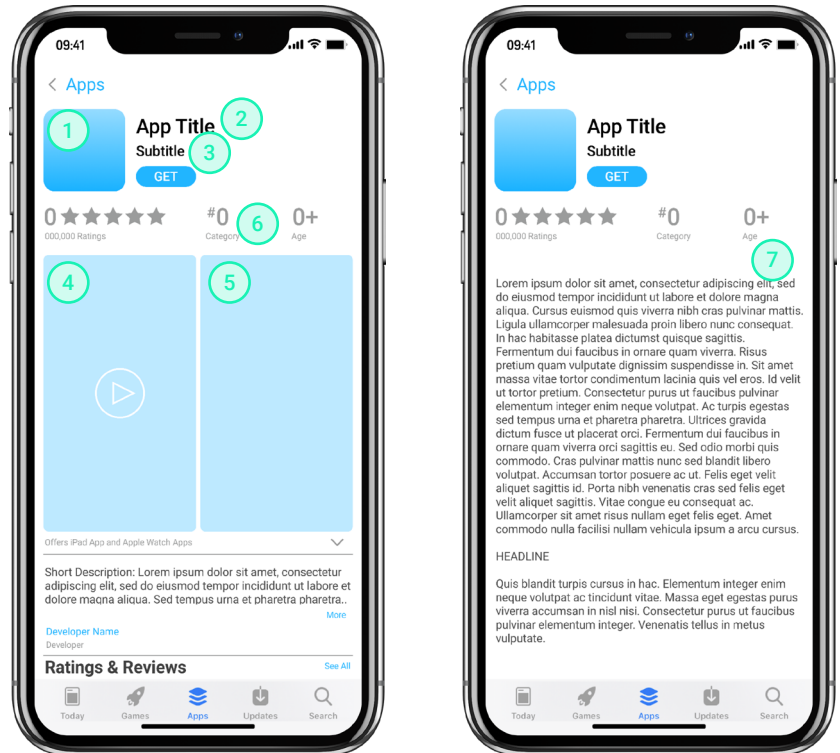 09:41
Apps
1
App Title
2
Subtitle
3
GET
0
#0
6
0+
000,000 Ratings
Category
Age
4
5
Offers iPad App and Apple Watch Apps
Short Description: Lorem ipsum dolor sit amet, consectetur
adipiscing elit, sed do eiusmod tempor incididunt ut labore et
dolore magna aliqua. Sed tempus urna et pharetra pharetra..
More
Developer Name
Developer
Ratings & Reviews
See All
Today
Games
Apps
Updates
Search
09:41
Apps
App Title
Subtitle
GET
0
#0
0+
000,000 Ratings
Category
Age
7
Lorem ipsum dolor sit amet, consectetur adipiscing elit, sed
do eiusmod tempor incididunt ut labore et dolore magna
aliqua. Cursus euismod quis viverra nibh cras pulvinar mattis.
Ligula ullamcorper malesuada proin libero nunc consequat.
In hac habitasse platea dictumst quisque sagittis.
Fermentum dui faucibus in ornare quam viverra. Risus
pretium quam vulputate dignissim suspendisse in. Sit amet
massa vitae tortor condimentum lacinia quis vel eros. Id velit
ut tortor pretium. Consectetur purus ut faucibus pulvinar
elementum integer enim neque volutpat. Ac turpis egestas
sed tempus urna et pharetra pharetra. Ultrices gravida
dictum fusce ut placerat orci. Fermentum dui faucibus in
ornare quam viverra orci sagittis eu. Sed odio morbi quis
commodo. Cras pulvinar mattis nunc sed blandit libero
volutpat. Accumsan tortor posuere ac ut. Felis eget velit
aliquet sagittis id. Porta nibh venenatis cras sed felis eget
velit aliquet sagittis. Vitae congue eu consequat ac.
Ullamcorper sit amet risus nullam eget felis eget. Amet
commodo nulla facilisi nullam vehicula ipsum a arcu cursus.
HEADLINE
Quis blandit turpis cursus in hac. Elementum integer enim
neque volutpat ac tincidunt vitae. Massa eget egestas purus
viverra accumsan in nisl nisi. Consectetur purus ut faucibus
pulvinar elementum integer. Venenatis tellus in metus
vulputate.
Today
Games
Apps
Updates
Search